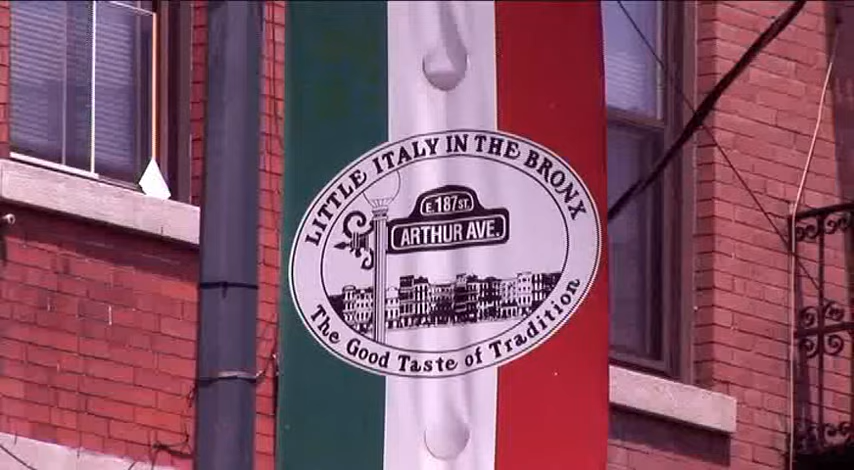 LITTLE ITALY IN THE BRONX
E. 187 ST.
ARTHUR AVE.
The Good Taste of Tradition